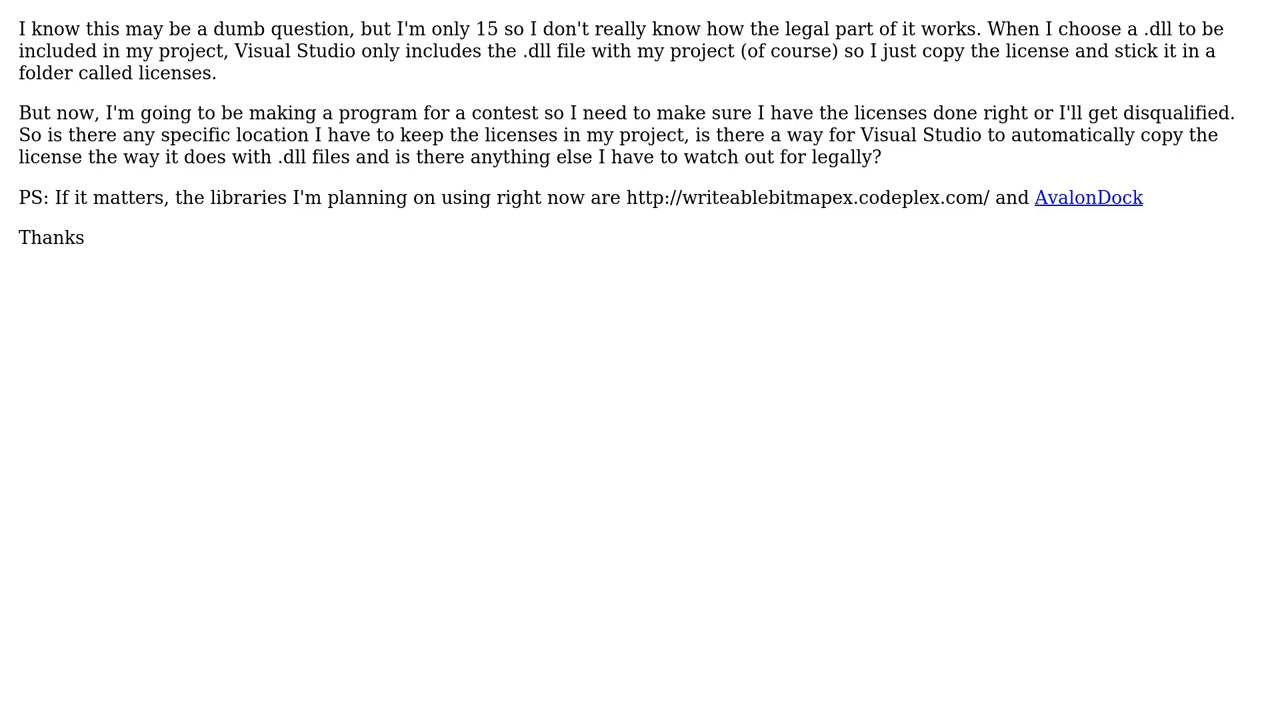 I know this may be a dumb question, but I'm only 15 so I don't really know how the legal part of it works. When I choose a .dll to be
included in my project, Visual Studio only includes the .dll file with my project (of course) so I just copy the license and stick it in a
folder called licenses.
But now, I'm going to be making a program for a contest so I need to make sure I have the licenses done right or I'll get disqualified.
So is there any specific location I have to keep the licenses in my project, is there a way for Visual Studio to automatically copy the
license the way it does with .dll files and is there anything else I have to watch out for legally?
PS: If it matters, the libraries I'm planning on using right now are http://writeablebitmapex.codeplex.com/ and AvalonDock
Thanks